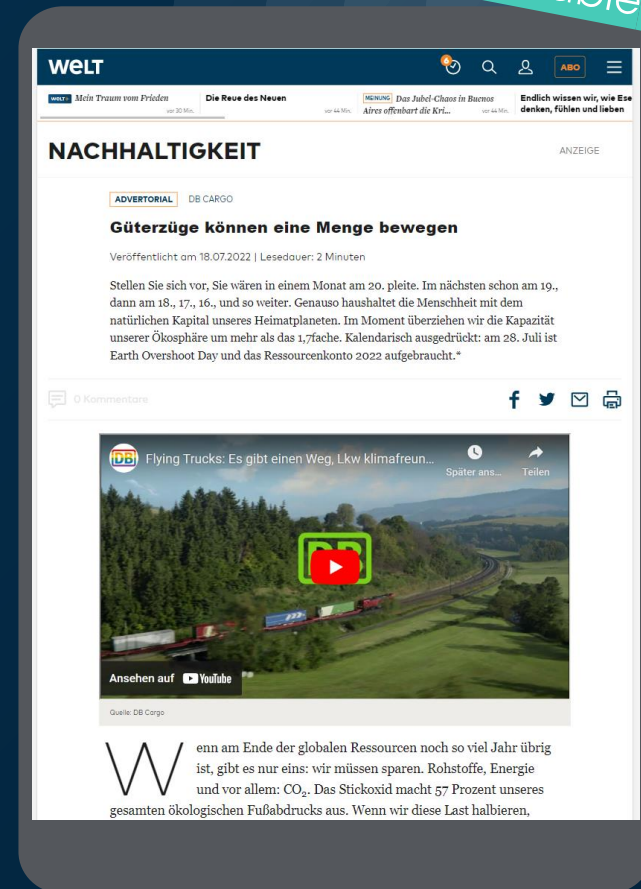 WELT
6
ABO
WELT+ Mein Traum vom Frieden
vor 30 Min.
Die Reue des Neuen
vor 44 Min.
MEINUNG Das Jubel-Chaos in Buenos
Aires offenbart die Kri...
vor 44 Min.
Endlich wissen wir, wie Ese
denken, fühlen und lieben
NACHHALTIGKEIT
ANZEIGE
ADVERTORIAL DB CARGO
Güterzüge können eine Menge bewegen
Veröffentlicht am 18.07.2022 | Lesedauer: 2 Minuten
Stellen Sie sich vor, Sie wären in einem Monat am 20. pleite. Im nächsten schon am 19.,
dann am 18., 17., 16., und so weiter. Genauso haushaltet die Menschheit mit dem
natürlichen Kapital unseres Heimatplaneten. Im Moment überziehen wir die Kapazität
unserer Ökosphäre um mehr als das 1,7fache. Kalendarisch ausgedrückt: am 28. Juli ist
Earth Overshoot Day und das Ressourcenkonto 2022 aufgebraucht.*
0 Kommentare
DB Flying Trucks: Es gibt einen Weg, Lkw klimafreun...
Später ans...
Teilen
DB
Ansehen auf YouTube
Quelle: DB Cargo
Wenn am Ende der globalen Ressourcen noch so viel Jahr übrig
ist, gibt es nur eins: wir müssen sparen. Rohstoffe, Energie
und vor allem: CO₂. Das Stickoxid macht 57 Prozent unseres
gesamten ökologischen Fußabdrucks aus. Wenn wir diese Last halbieren,